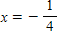 x = − 1/4